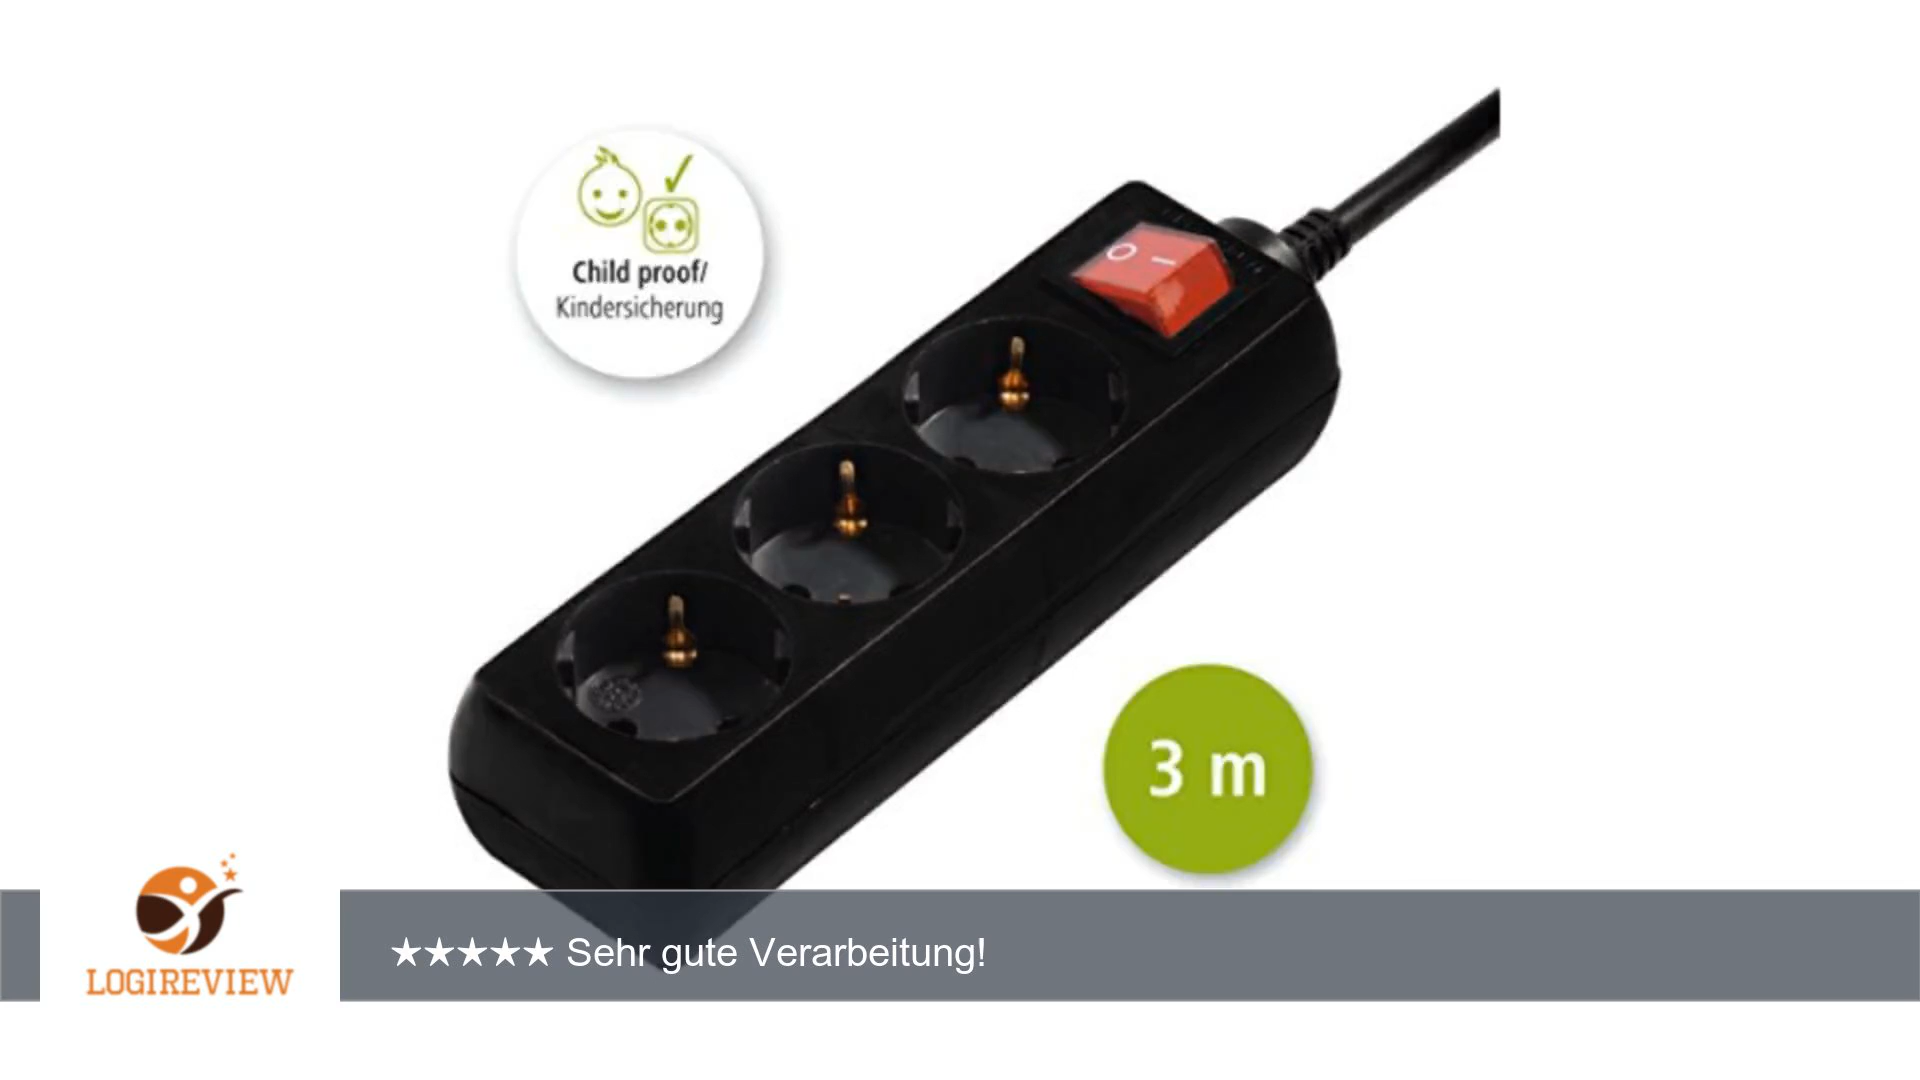 Child proof/
Kindersicherung
O I
3 m
★★★★★ Sehr gute Verarbeitung!
LOGIREVIEW